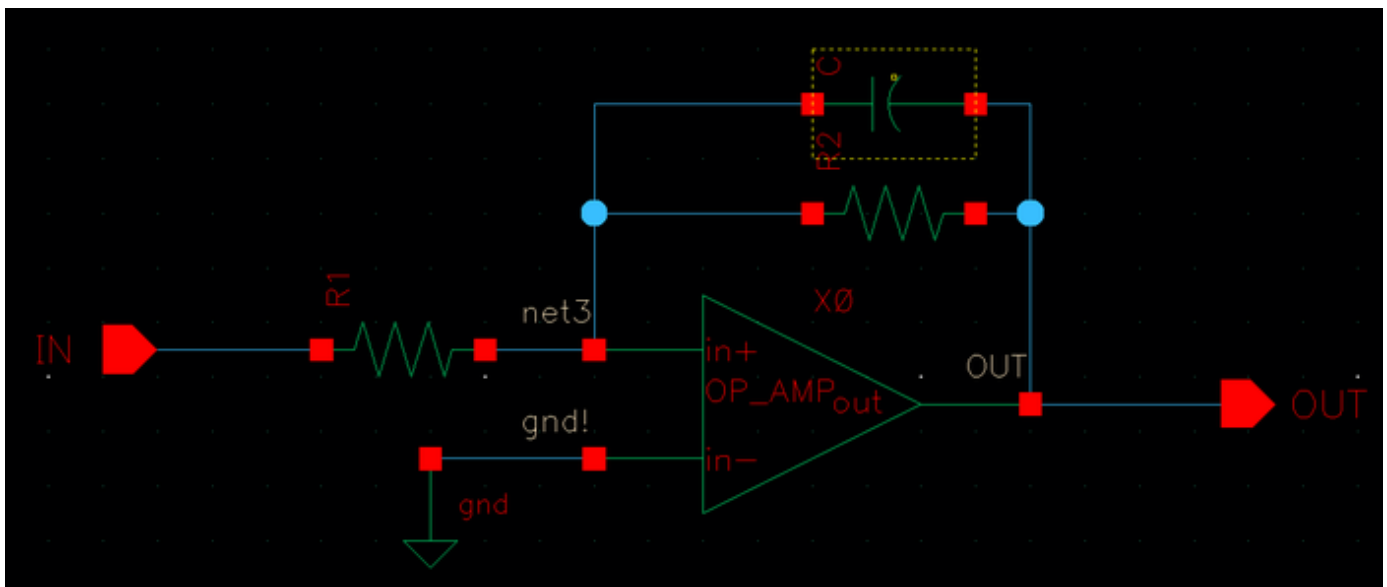 C
R2
R1
X0
net3
IN
in+
OUT
OP_AMP
out
OUT
gnd!
in-
gnd